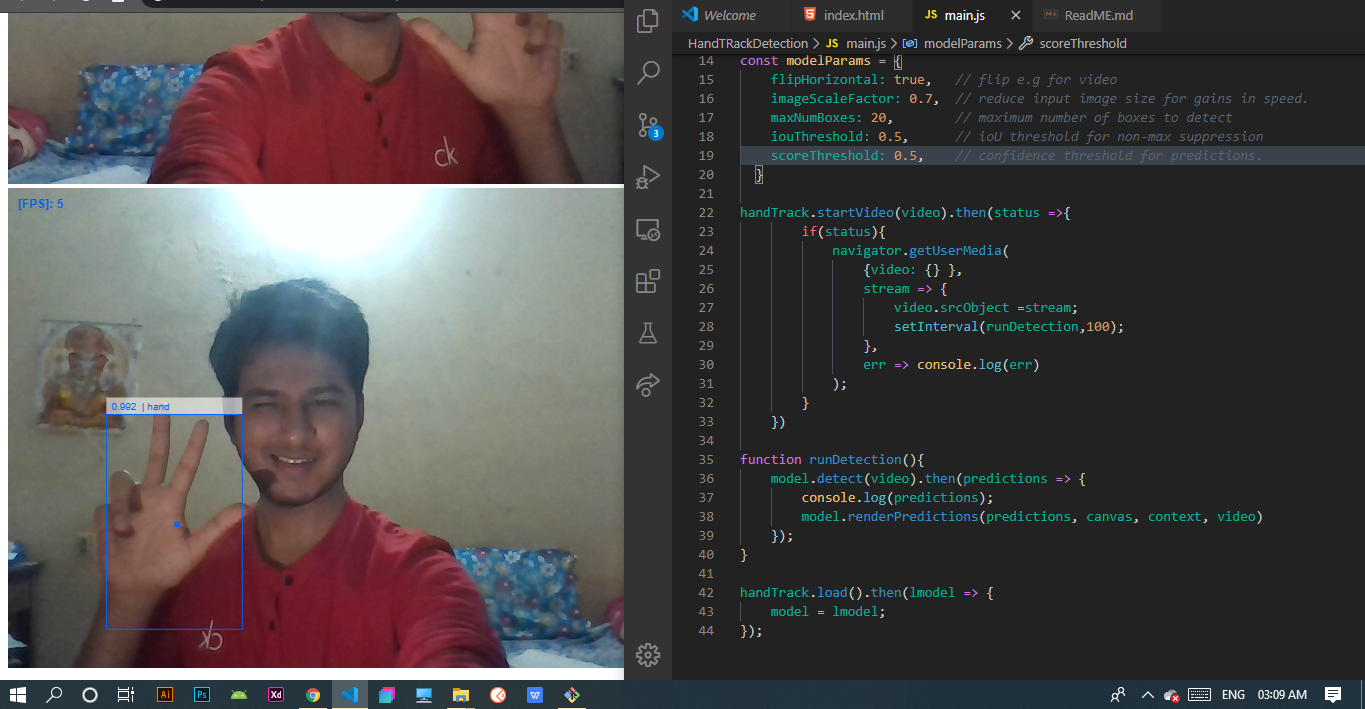 ck
[FPS]: 5
0.992 | hand
ck
Welcome
index.html
JS main.js
ReadME.md
HandTRackDetection > JS main.js > modelParams > scoreThreshold
14 const modelParams = {
15 flipHorizontal: true, // flip e.g for video
16 imageScaleFactor: 0.7, // reduce input image size for gains in speed.
17 maxNumBoxes: 20, // maximum number of boxes to detect
18 iouThreshold: 0.5, // ioU threshold for non-max suppression
19 scoreThreshold: 0.5, // confidence threshold for predictions.
20 }
21
22 handTrack.startVideo(video).then(status =>{
23 if(status){
24 navigator.getUserMedia(
25 {video: {} },
26 stream => {
27 video.srcObject =stream;
28 setInterval(runDetection,100);
29 },
30 err => console.log(err)
31 );
32 }
33 })
34
35 function runDetection(){
36 model.detect(video).then(predictions => {
37 console.log(predictions);
38 model.renderPredictions(predictions, canvas, context, video)
39 });
40 }
41
42 handTrack.load().then(lmodel => {
43 model = lmodel;
44 });
3
Ai
Ps
Xd
W
ENG
03:09 AM